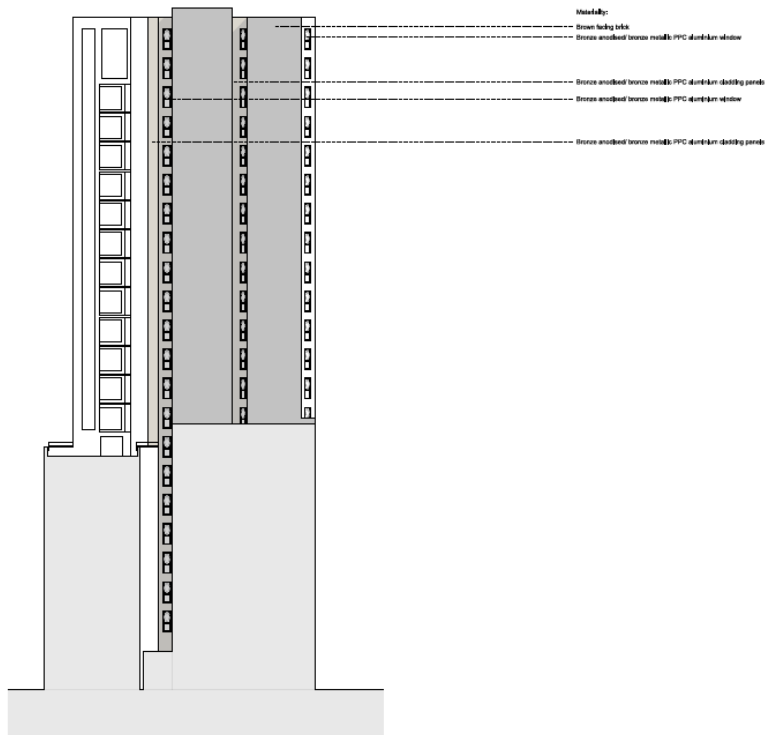 Materiality:
Brown facing brick
Bronze anodised/ bronze metallic PPC aluminium window
Bronze anodised/ bronze metallic PPC aluminium cladding panels
Bronze anodised/ bronze metallic PPC aluminium window
Bronze anodised/ bronze metallic PPC aluminium cladding panels